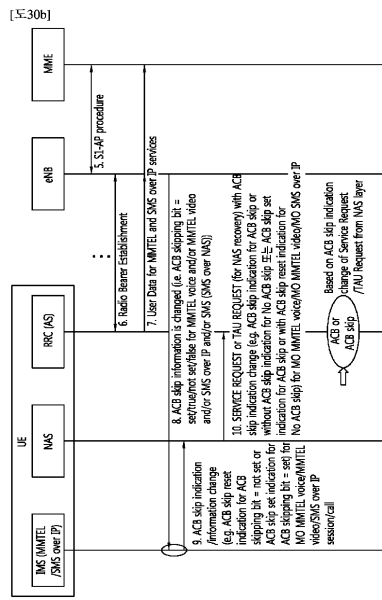 [도30b]
UE
IMS (MMTEL
/SMS over IP)
NAS
RRC (AS)
eNB
MME
5. S1-AP procedure
6. Radio Bearer Establishment
7. User Data for MMTEL and SMS over IP services
8. ACB skip information is changed (i.e. ACB skipping bit =
set/true/not set/false for MMTEL voice and/or MMTEL video
and/or SMS over IP and/or SMS (SMS over NAS))
9. ACB skip indication
/information change
(e.g. ACB skip reset
indication for ACB
skipping bit = not set or
ACB skip set indication for
ACB skipping bit = set) for
MO MMTEL voice/MMTEL
video/SMS over IP
session/call
10. SERVICE REQUEST or TAU REQUEST (for NAS recovery) with ACB
skip indication change (e.g. ACB skip indication for ACB skip or
without ACB skip indication for No ACB skip 또는 ACB skip set
indication for ACB skip or with ACB skip reset indication for
No ACB skip) for MO MMTEL voice/MO MMTEL video/MO SMS over IP
ACB or
ACB skip
Based on ACB skip indication
change of Service Request
/TAU Request from NAS layer